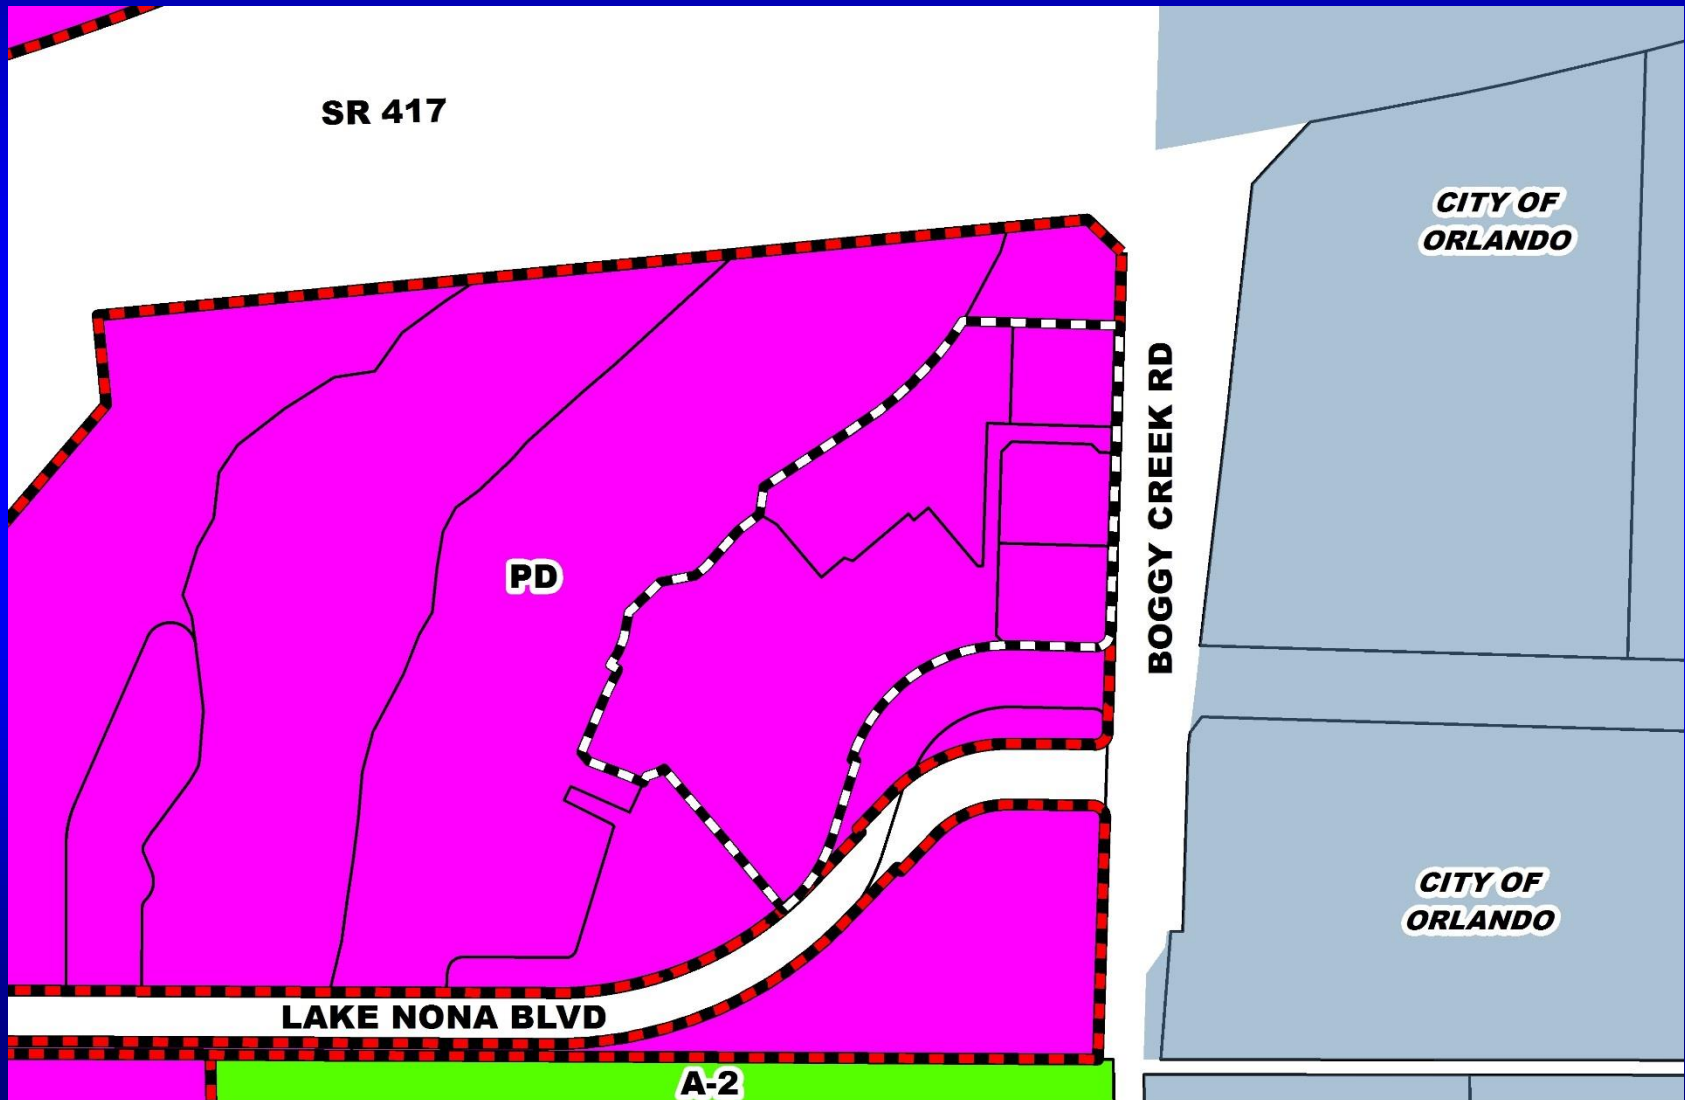 SR 417
CITY OF
ORLANDO
BOGGY CREEK RD
PD
CITY OF
ORLANDO
LAKE NONA BLVD
A-2